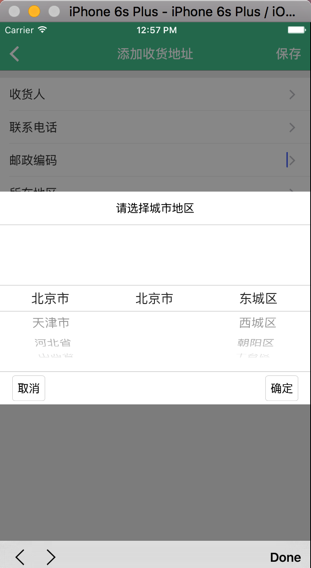 iPhone 6s Plus - iPhone 6s Plus / iO...
Carrier 12:57 PM
添加收货地址 保存
收货人
联系电话
邮政编码
所在地区
请选择城市地区
北京市 北京市 东城区
天津市 西城区
河北省 朝阳区
取消 确定
Done